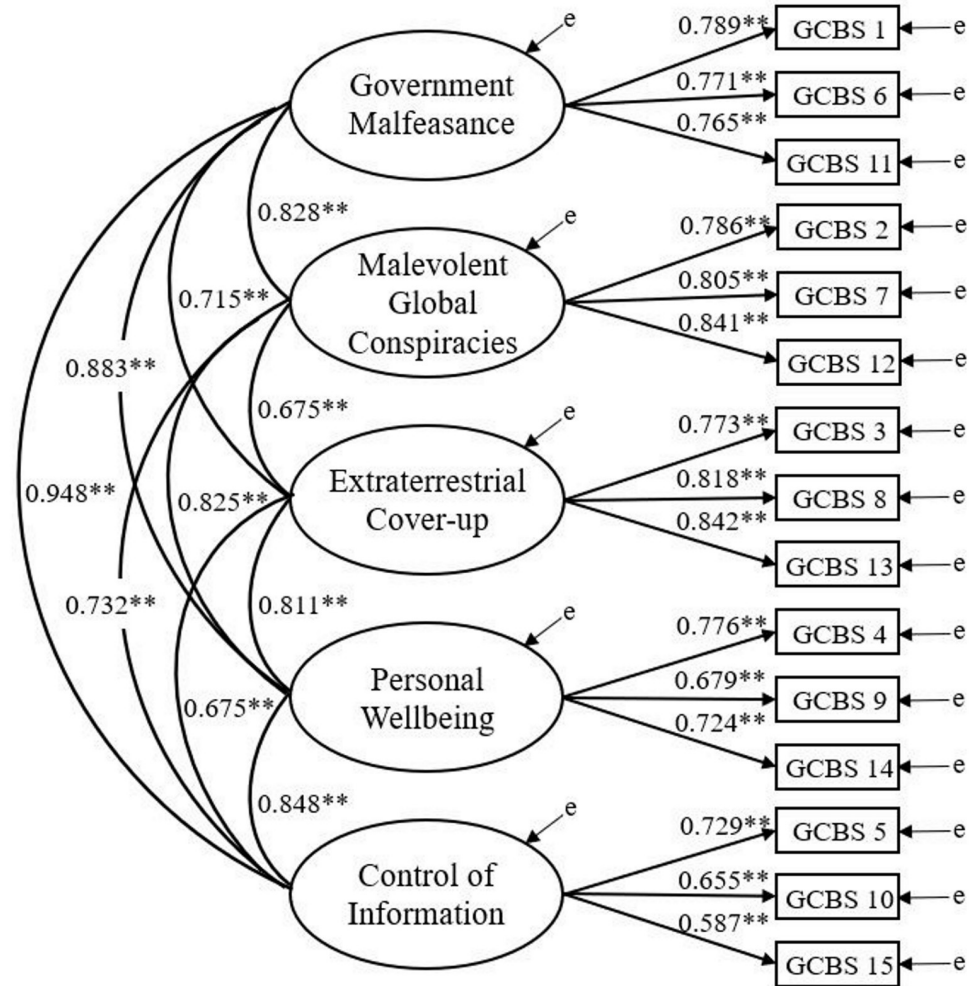 e
Government
Malfeasance
0.789**
GCBS 1
e
0.771**
GCBS 6
e
0.765**
GCBS 11
e
0.828**
e
Malevolent
Global
Conspiracies
0.786**
GCBS 2
e
0.805**
GCBS 7
e
0.841**
GCBS 12
e
0.715**
0.883**
0.675**
e
Extraterrestrial
Cover-up
0.773**
GCBS 3
e
0.818**
GCBS 8
e
0.842**
GCBS 13
e
0.948**
0.825**
0.732**
0.811**
e
Personal
Wellbeing
0.776**
GCBS 4
e
0.679**
GCBS 9
e
0.724**
GCBS 14
e
0.675**
0.848**
e
Control of
Information
0.729**
GCBS 5
e
0.655**
GCBS 10
e
0.587**
GCBS 15
e